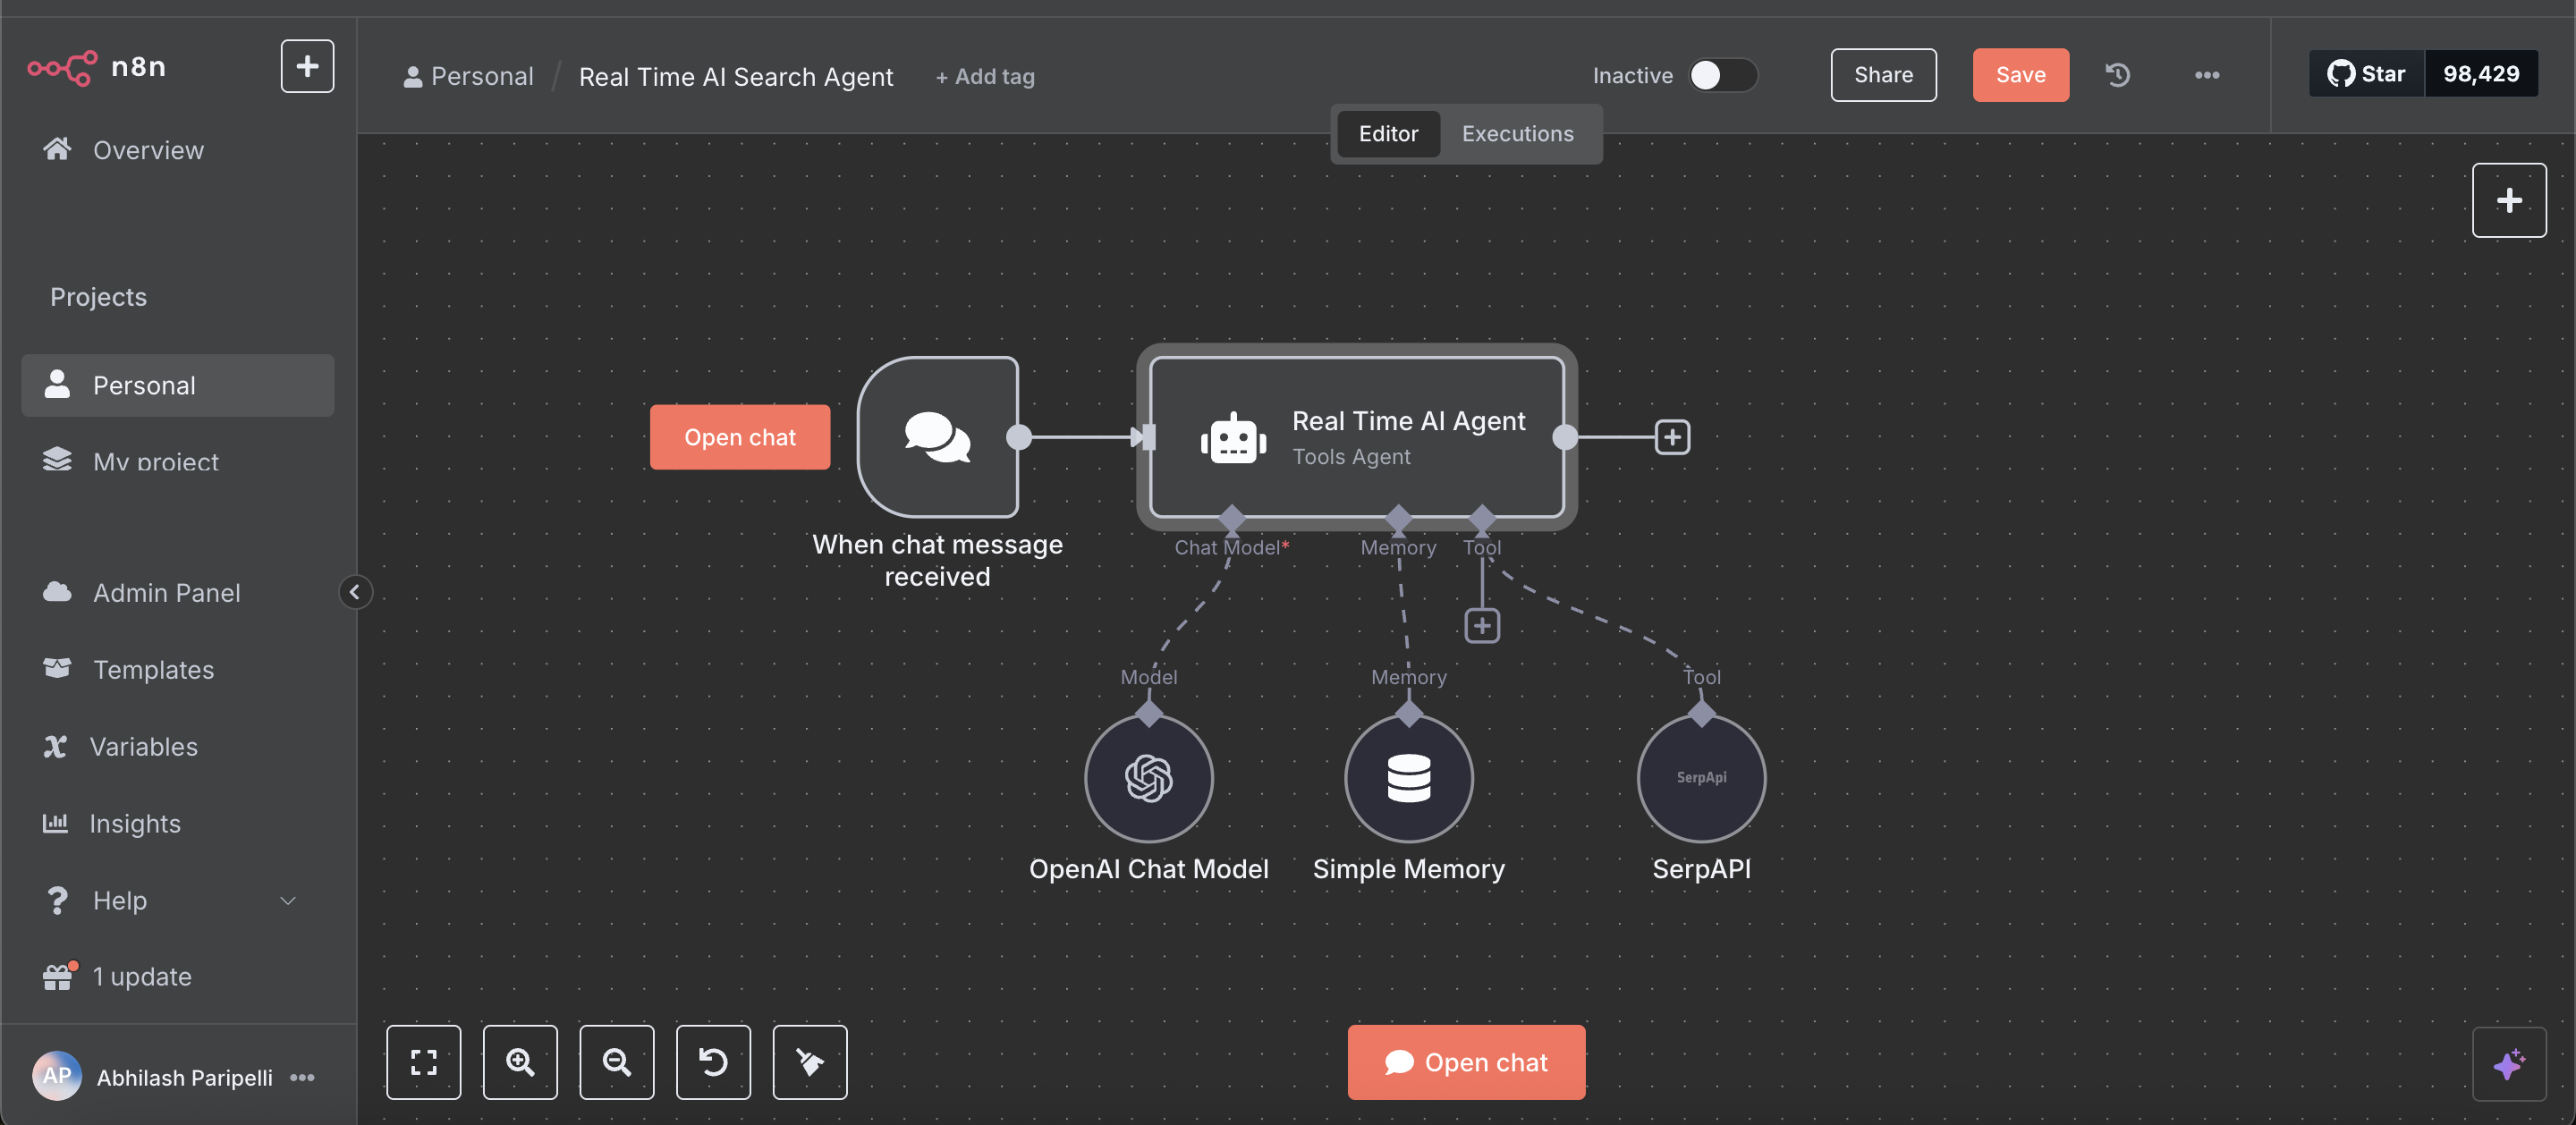 n8n
Overview
Projects
Personal
My project
Admin Panel
Templates
Variables
Insights
Help
1 update
AP
Abhilash Paripelli
Personal / Real Time AI Search Agent
+ Add tag
Inactive
Share
Save
Star
98,429
Editor
Executions
Open chat
When chat message
received
Real Time AI Agent
Tools Agent
Chat Model*
Memory
Tool
Model
Memory
Tool
SerpApi
OpenAI Chat Model
Simple Memory
SerpAPI
Open chat